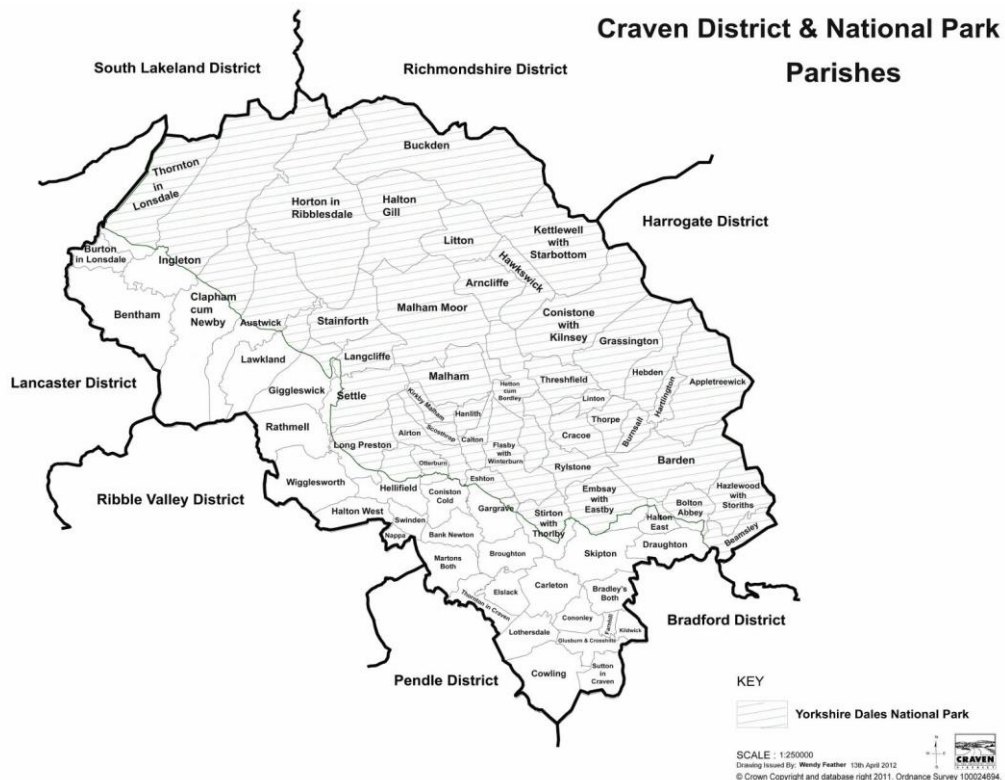 Craven District & National Park
Parishes
South Lakeland District
Richmondshire District
Harrogate District
Lancaster District
Ribble Valley District
Pendle District
Bradford District
Buckden
Thornton
in
Lonsdale
Horton in
Ribblesdale
Halton
Gill
Kettlewell
with
Starbottom
Litton
Hawkswick
Burton
in Lonsdale
Ingleton
Arncliffe
Clapham
cum
Newby
Bentham
Malham Moor
Conistone
with
Kilnsey
Austwick
Stainforth
Grassington
Lawkland
Langcliffe
Malham
Threshfield
Hebden
Hartlington
Appletreewick
Giggleswick
Settle
Kirkby Malham
Hetton
cum
Bordley
Linton
Hanlith
Thorpe
Burnsall
Rathmell
Long Preston
Airton
Scosthrop
Calton
Flasby
with
Winterburn
Cracoe
Otterburn
Rylstone
Barden
Wigglesworth
Hellifield
Eshton
Coniston
Cold
Embsay
with
Eastby
Hazlewood
with
Storiths
Bolton
Abbey
Halton West
Swinden
Gargrave
Stirton
with
Thorlby
Halton
East
Beamsley
Nappa
Bank Newton
Draughton
Martons
Both
Broughton
Skipton
Elslack
Carleton
Bradley's
Both
Thornton in Craven
Cononley
Farnhill
Kildwick
Lothersdale
Glusburn & Crosshills
Cowling
Sutton
in
Craven
KEY
Yorkshire Dales National Park
SCALE : 1:250000
Drawing Issued By: Wendy Feather 13th April 2012
© Crown Copyright and database right 2011. Ordnance Survey 100024694.
N
CRAVEN